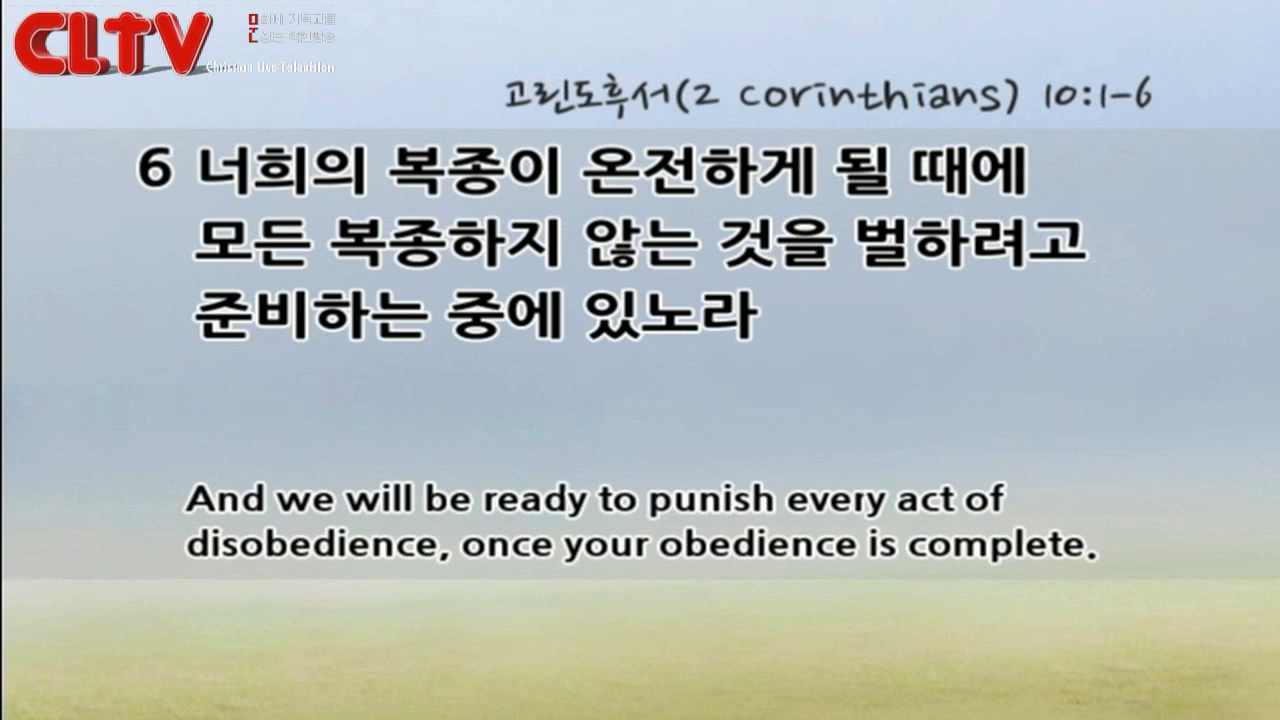 CLTV
Christian Live Television
고린도후서(2 corinthians) 10:1-6
6 너희의 복종이 온전하게 될 때에
모든 복종하지 않는 것을 벌하려고
준비하는 중에 있노라
And we will be ready to punish every act of
disobedience, once your obedience is complete.